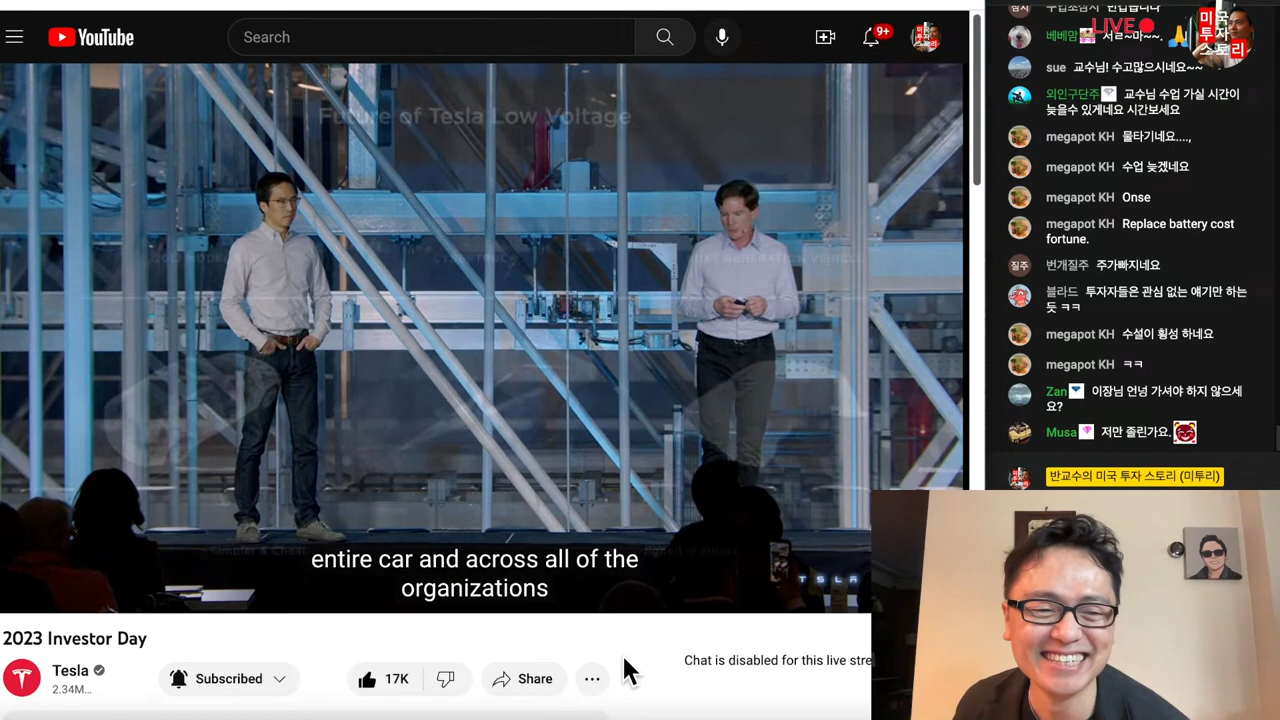 YouTube
Search
9+
Future of Tesla Low Voltage
entire car and across all of the
organizations
TESLA
2023 Investor Day
Tesla
2.34M...
Subscribed
17K
Share
...
Chat is disabled for this live stre
LIVE
미국
투자
스토리
베베맘
sue 교수님! 수고많으시네요~~
외인구단주 교수님 수업 가실 시간이
늦을수 있게네요 시간보세요
megapot KH 물타기네요....,
megapot KH 수업 늦겠네요
megapot KH Onse
megapot KH Replace battery cost
fortune.
질주 번개질주 주가빠지네요
블라드 투자자들은 관심 없는 얘기만 하는
듯 ㅋㅋ
megapot KH 수설이 횡성 하네요
megapot KH ㅋㅋ
Zan 이장님 언넝 가셔야 하지 않으세
요?
Musa 저만 졸린가요.
반교수의 미국 투자 스토리 (미투리)